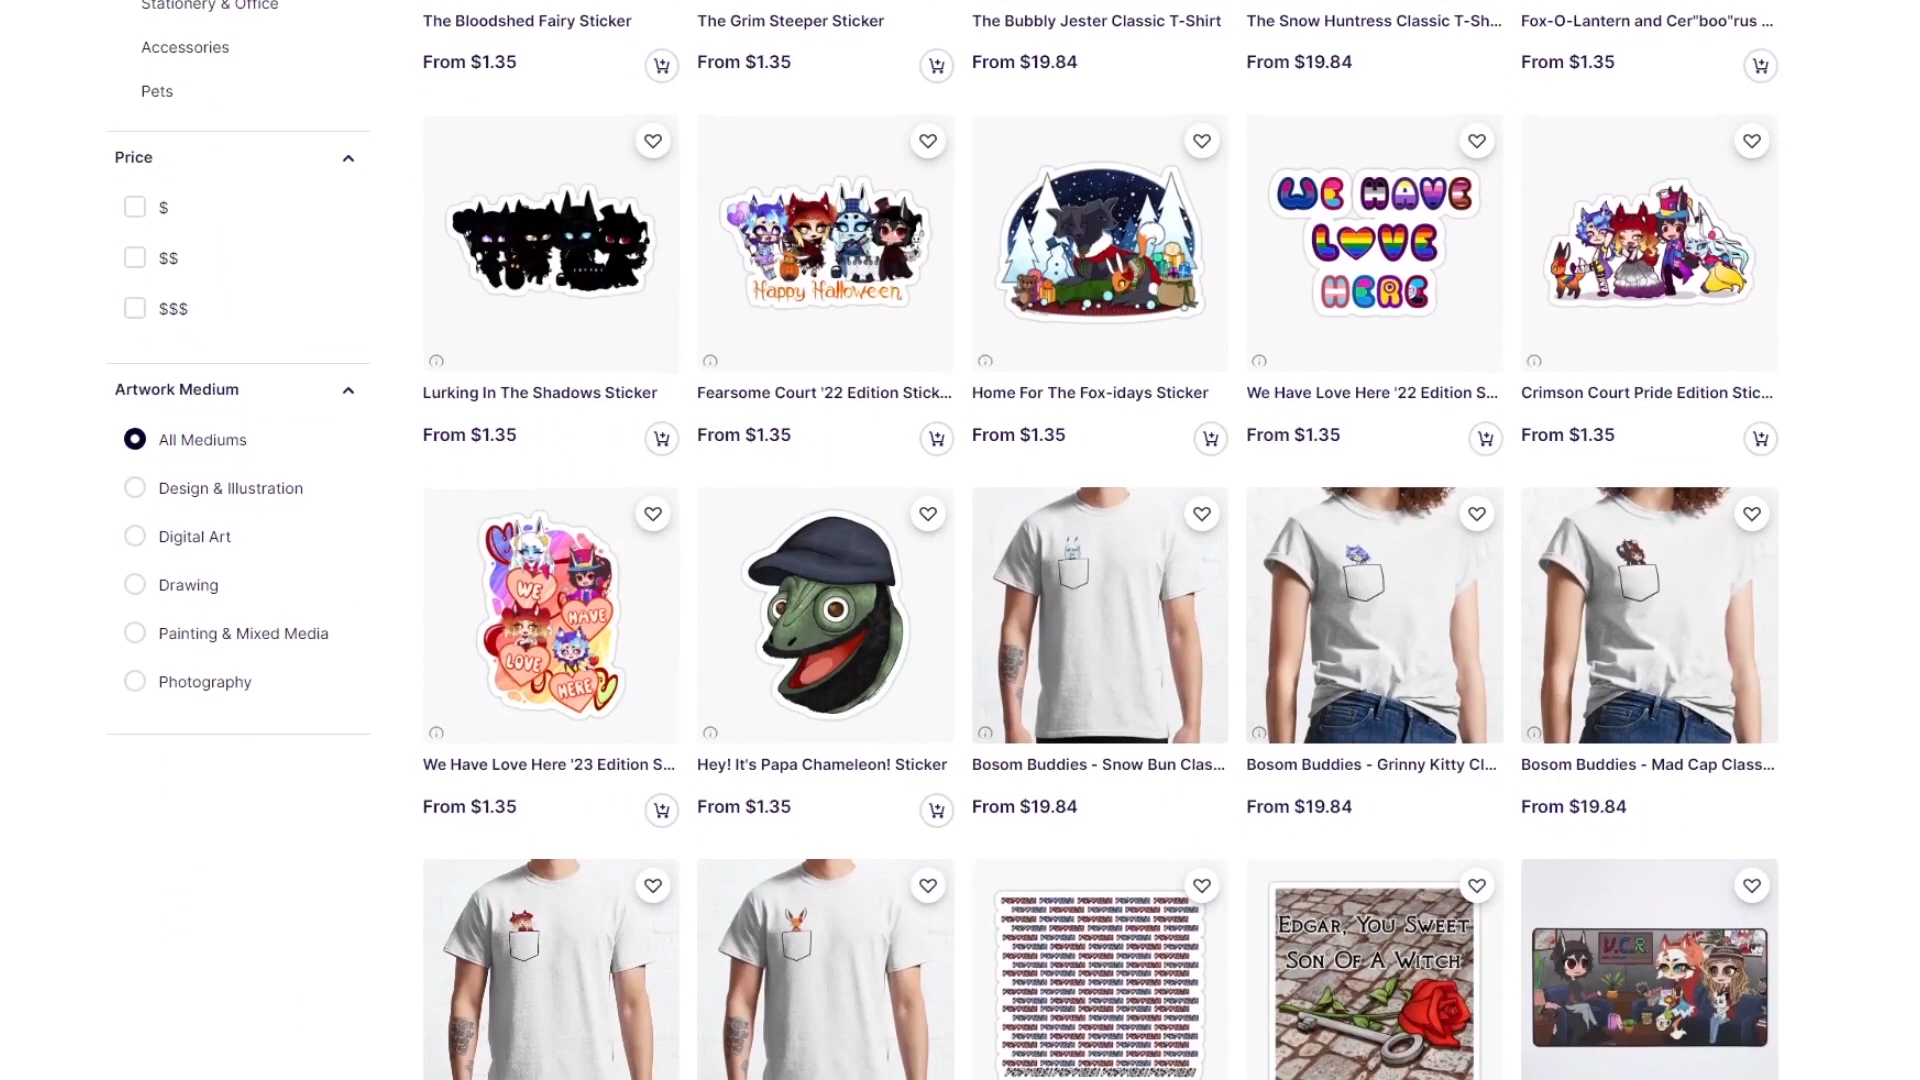 Stationery & Office
Accessories
Pets
Price
$
$$
$$$
Artwork Medium
All Mediums
Design & Illustration
Digital Art
Drawing
Painting & Mixed Media
Photography
The Bloodshed Fairy Sticker
From $1.35
The Grim Steeper Sticker
From $1.35
The Bubbly Jester Classic T-Shirt
From $19.84
The Snow Huntress Classic T-Sh...
From $19.84
Fox-O-Lantern and Cer"boo"rus ...
From $1.35
Lurking In The Shadows Sticker
From $1.35
Happy Halloween
Fearsome Court '22 Edition Stick...
From $1.35
Home For The Fox-idays Sticker
From $1.35
WE HAVE
LOVE
HERE
We Have Love Here '22 Edition S...
From $1.35
Crimson Court Pride Edition Stic...
From $1.35
WE
HAVE
LOVE
HERE
We Have Love Here '23 Edition S...
From $1.35
Hey! It's Papa Chameleon! Sticker
From $1.35
Bosom Buddies - Snow Bun Clas...
From $19.84
Bosom Buddies - Grinny Kitty Cl...
From $19.84
Bosom Buddies - Mad Cap Class...
From $19.84
Edgar, You Sweet
Son Of A Witch
V.C.R.